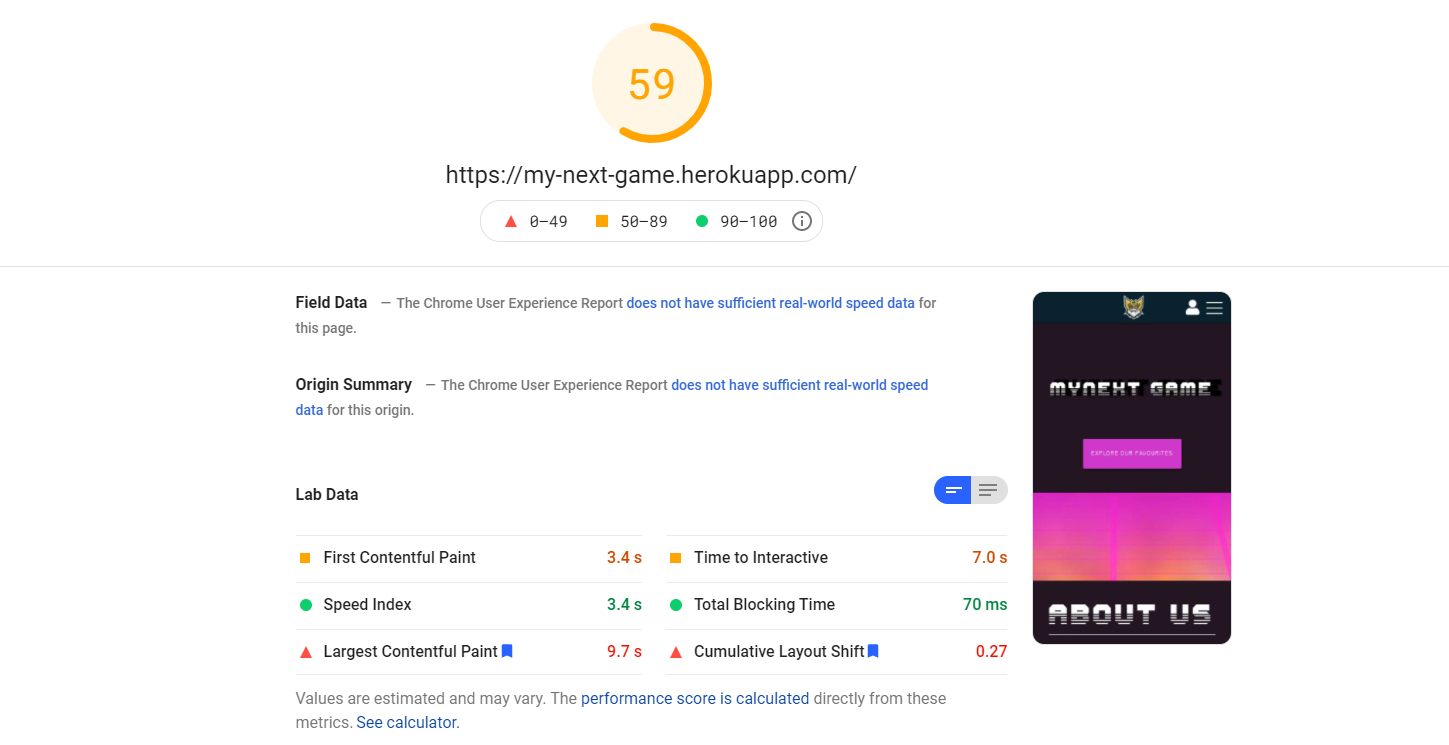 59
https://my-next-game.herokuapp.com/
0–49 50–89 90–100
Field Data — The Chrome User Experience Report does not have sufficient real-world speed data for
this page.
Origin Summary — The Chrome User Experience Report does not have sufficient real-world speed
data for this origin.
Lab Data
First Contentful Paint 3.4 s
Time to Interactive 7.0 s
Speed Index 3.4 s
Total Blocking Time 70 ms
Largest Contentful Paint 9.7 s
Cumulative Layout Shift 0.27
Values are estimated and may vary. The performance score is calculated directly from these
metrics. See calculator.
MYNEXT GAME
EXPLORE OUR FAVOURITES
ABOUT US